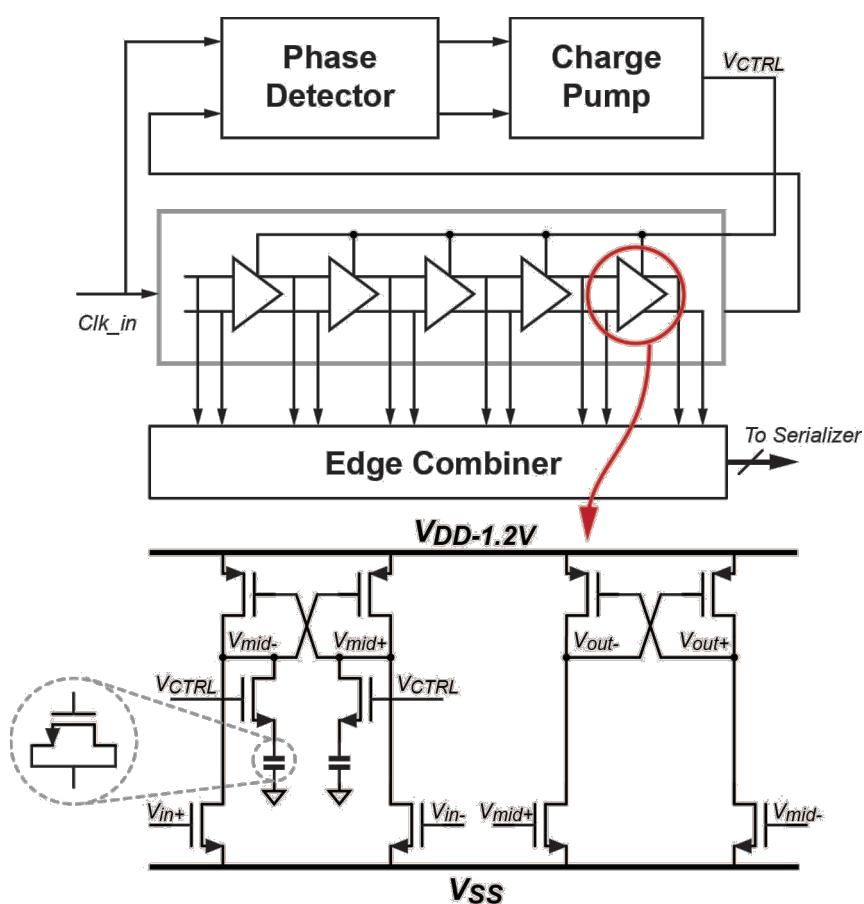 Phase
Detector
Charge
Pump
VCTRL
Clk_in
Edge Combiner
To Serializer
VDD-1.2V
Vmid-
Vmid+
Vout-
Vout+
VCTRL
VCTRL
Vin+
Vin-
Vmid+
Vmid-
VSS